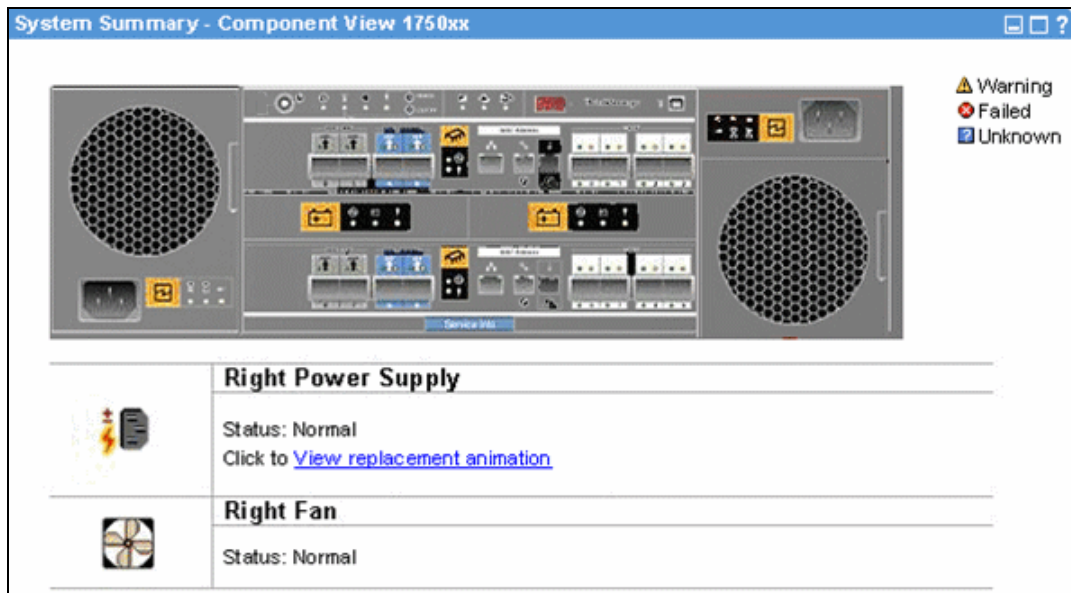 System Summary - Component View 1750xx
Warning
Failed
Unknown
Service Info
Right Power Supply
Status: Normal
Click to View replacement animation
Right Fan
Status: Normal